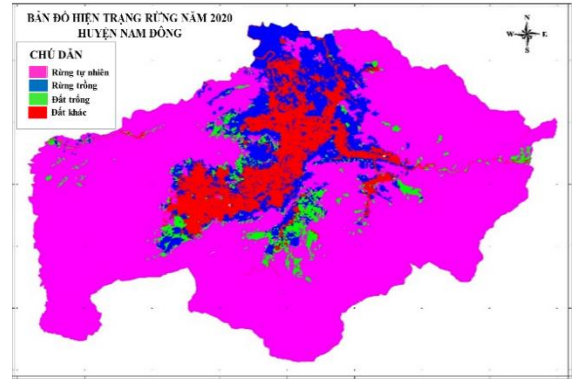 BẢN ĐỒ HIỆN TRẠNG RỪNG NĂM 2020
HUYỆN NAM ĐÔNG
N
W
E
S
CHÚ DẪN
Rừng tự nhiên
Rừng trồng
Đất trống
Đất khác